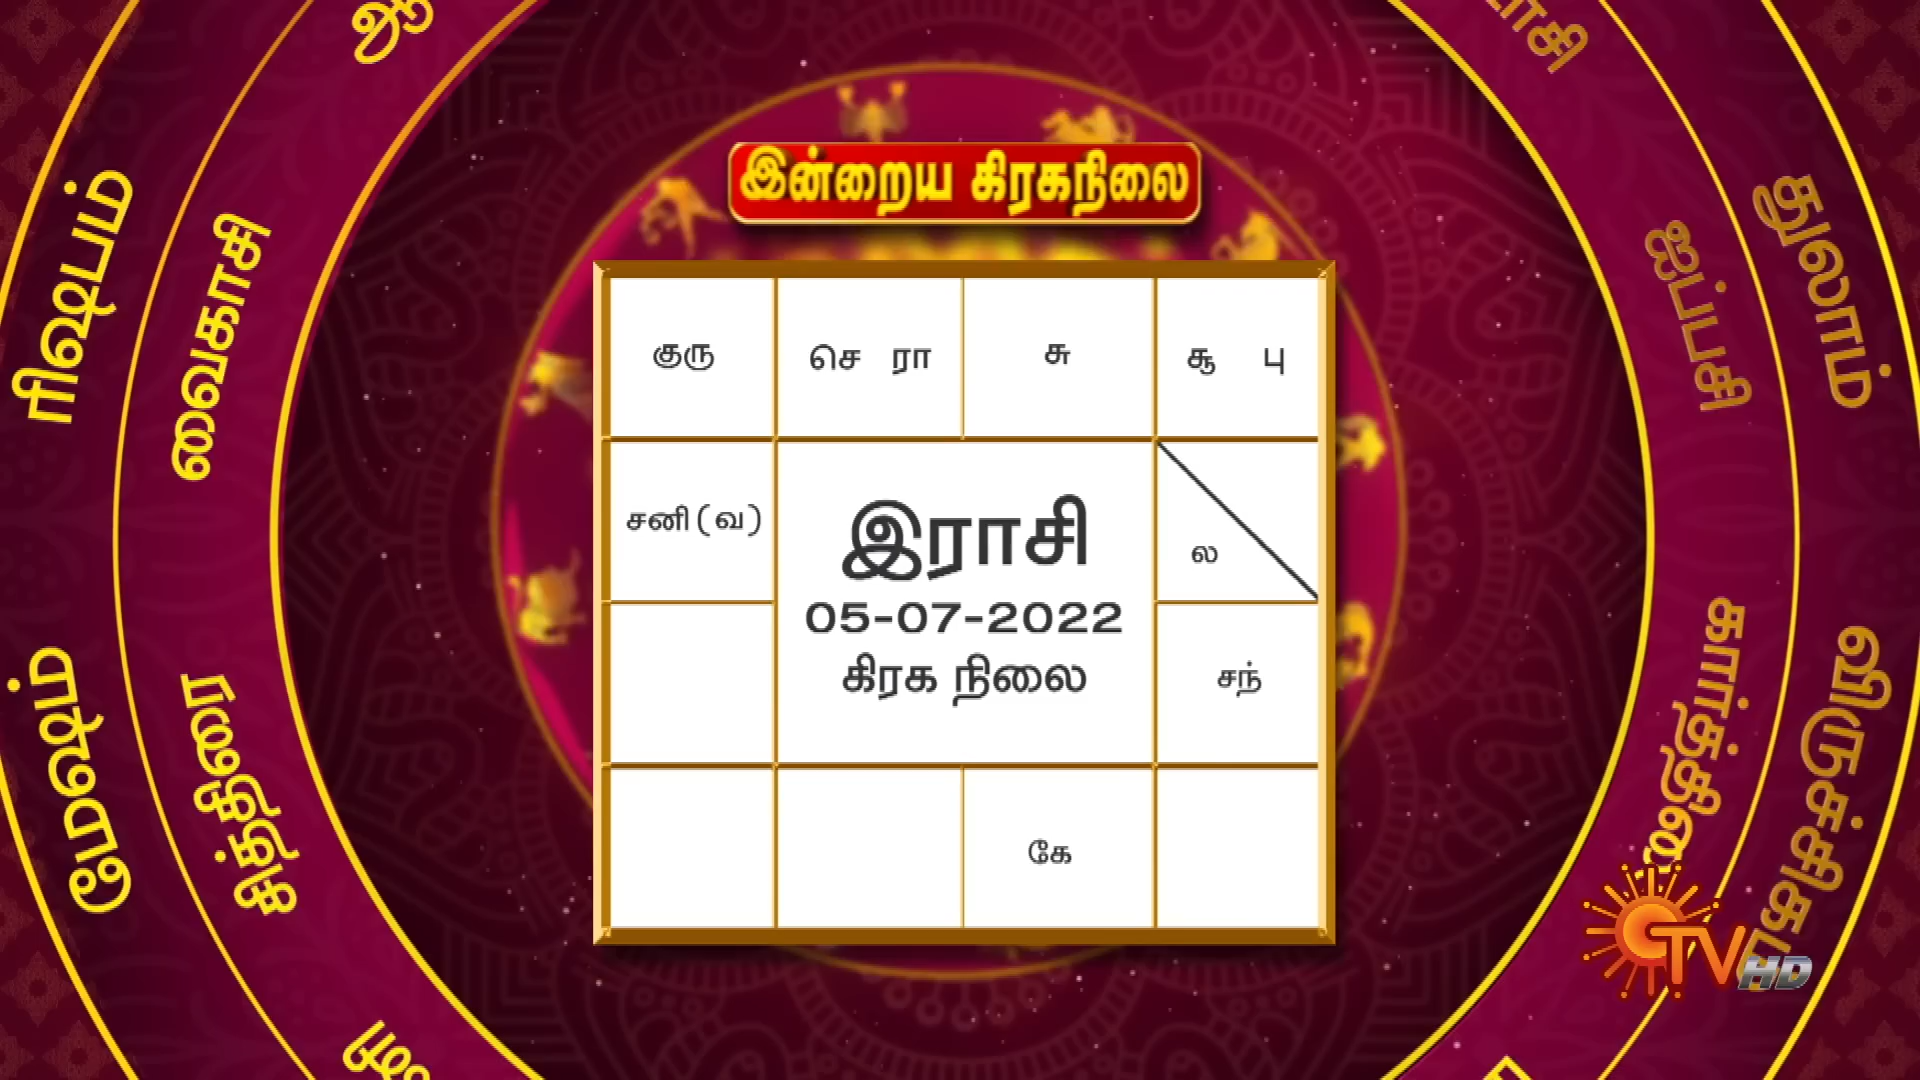 இன்றைய கிரகநிலை
குரு
செ ரா
சு
சூ பு
சனி (வ)
இராசி
05-07-2022
கிரக நிலை
ல
சந்
கே
ரிஷபம்
வைகாசி
மேஷம்
சித்திரை
துலாம்
ஐப்பசி
விருச்சிகம்
கார்த்திகை
TV HD